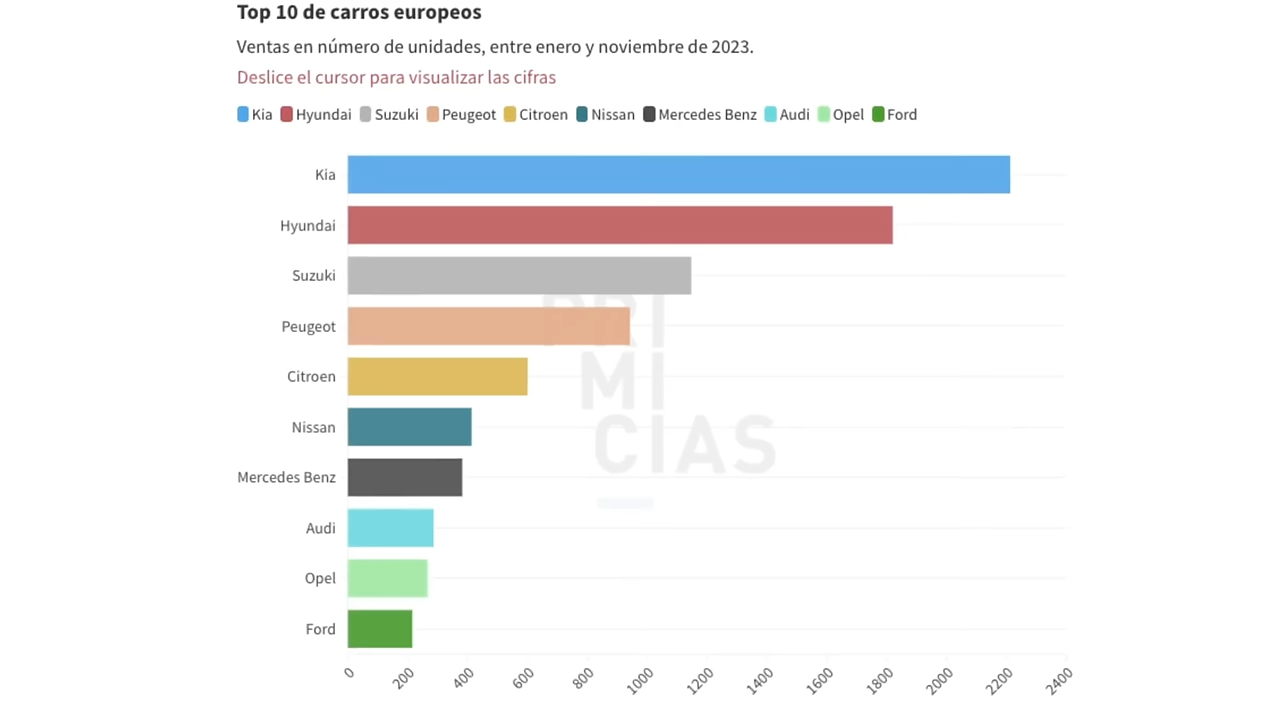 Top 10 de carros europeos
Ventas en número de unidades, entre enero y noviembre de 2023.
Deslice el cursor para visualizar las cifras
Kia Hyundai Suzuki Peugeot Citroen Nissan Mercedes Benz Audi Opel Ford
Kia
Hyundai
Suzuki
Peugeot
Citroen
Nissan
Mercedes Benz
Audi
Opel
Ford
PRI
MI
CIAS
0 200 400 600 800 1000 1200 1400 1600 1800 2000 2200 2400